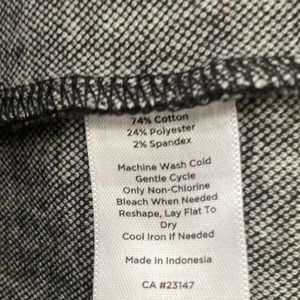 74% Cotton
24% Polyester
2% Spandex
Machine Wash Cold
Gentle Cycle
Only Non-Chlorine
Bleach When Needed
Reshape, Lay Flat To
Dry
Cool Iron If Needed
Made In Indonesia
CA #23147